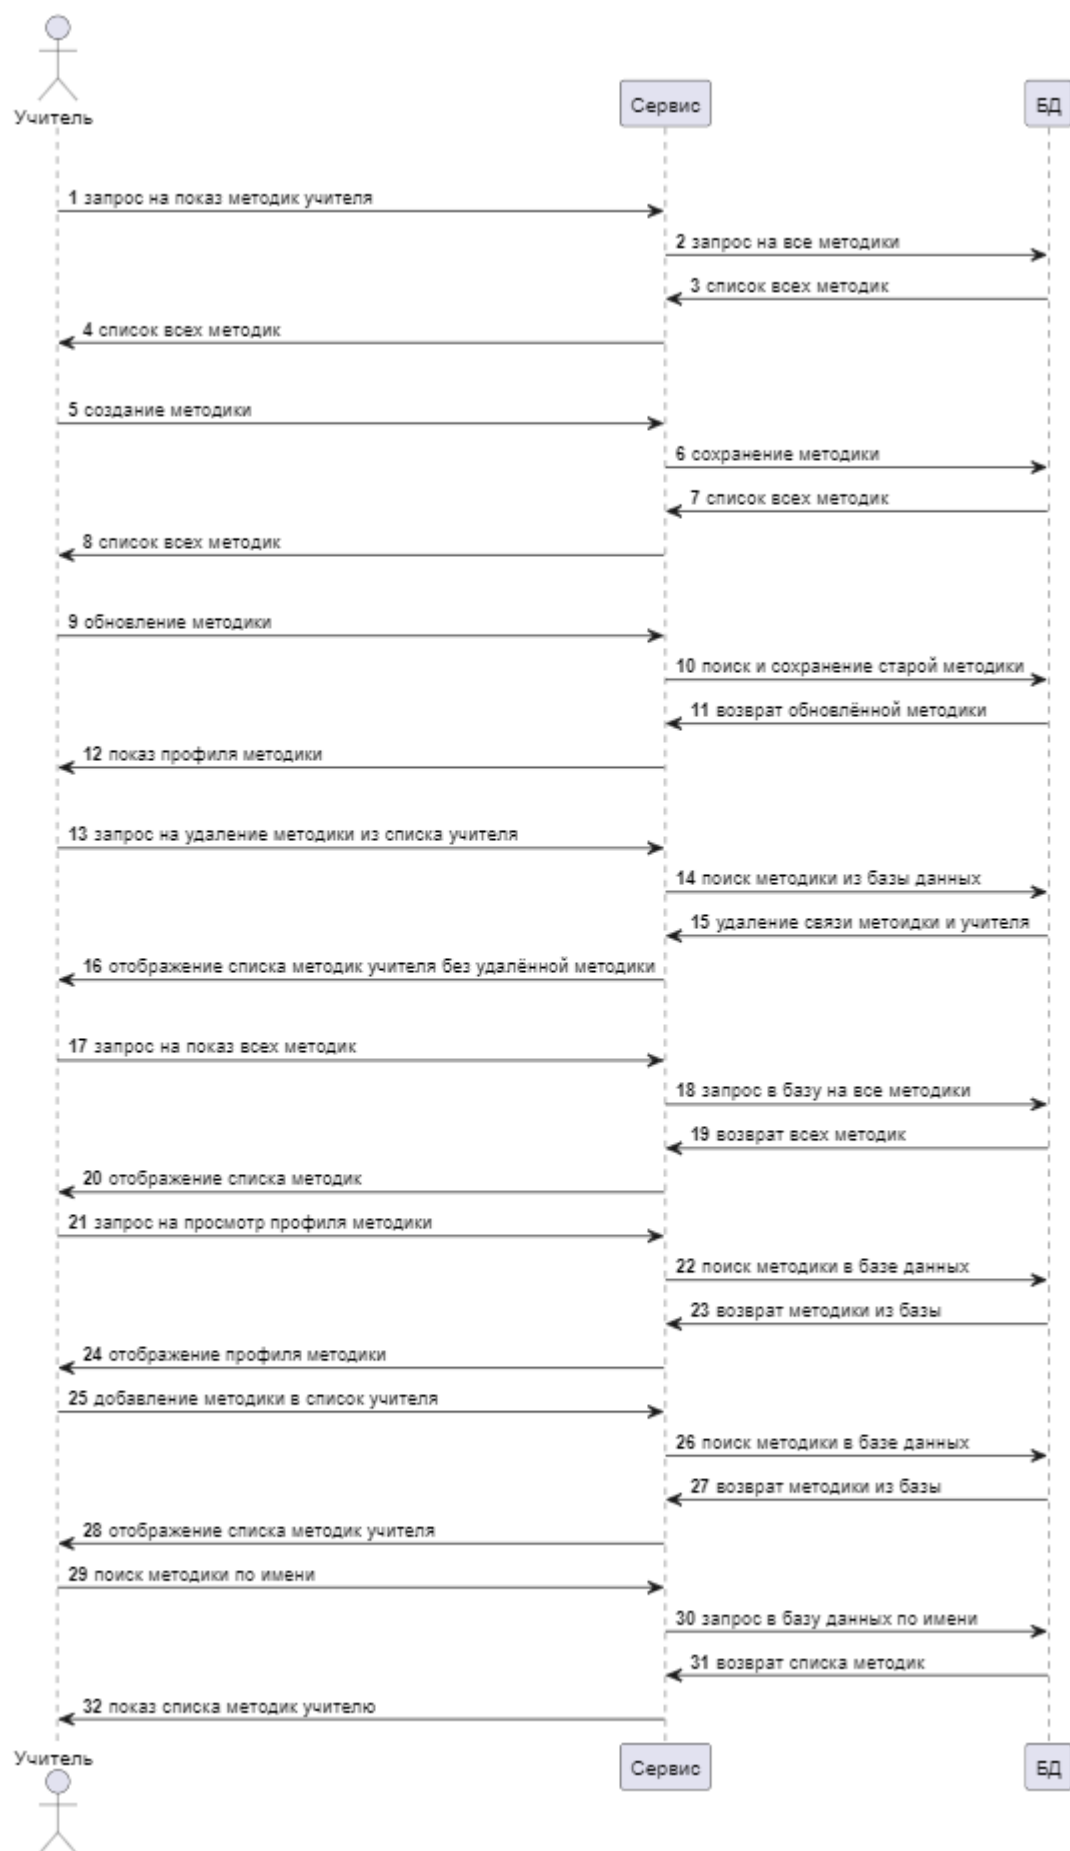 Учитель
Сервис
БД
1 запрос на показ методик учителя
2 запрос на все методики
3 список всех методик
4 список всех методик
5 создание методики
6 сохранение методики
7 список всех методик
8 список всех методик
9 обновление методики
10 поиск и сохранение старой методики
11 возврат обновлённой методики
12 показ профиля методики
13 запрос на удаление методики из списка учителя
14 поиск методики из базы данных
15 удаление связи метоидки и учителя
16 отображение списка методик учителя без удалённой методики
17 запрос на показ всех методик
18 запрос в базу на все методики
19 возврат всех методик
20 отображение списка методик
21 запрос на просмотр профиля методики
22 поиск методики в базе данных
23 возврат методики из базы
24 отображение профиля методики
25 добавление методики в список учителя
26 поиск методики в базе данных
27 возврат методики из базы
28 отображение списка методик учителя
29 поиск методики по имени
30 запрос в базу данных по имени
31 возврат списка методик
32 показ списка методик учителю
Учитель
Сервис
БД